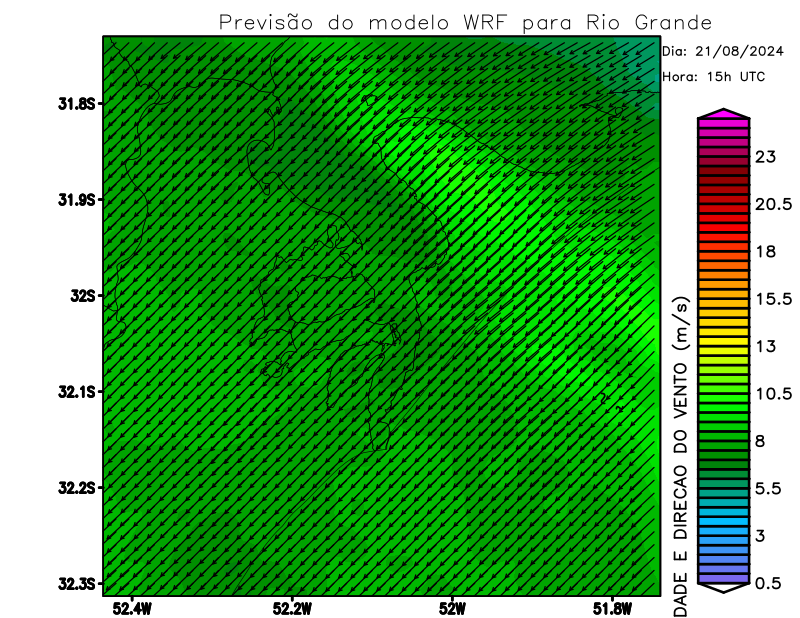 Previsão do modelo WRF para Rio Grande
Dia: 21/08/2024
Hora: 15h UTC
31.8S
31.9S
32S
32.1S
32.2S
32.3S
52.4W
52.2W
52W
51.8W
23
20.5
18
15.5
13
10.5
8
5.5
3
0.5
DADE E DIRECAO DO VENTO (m/s)